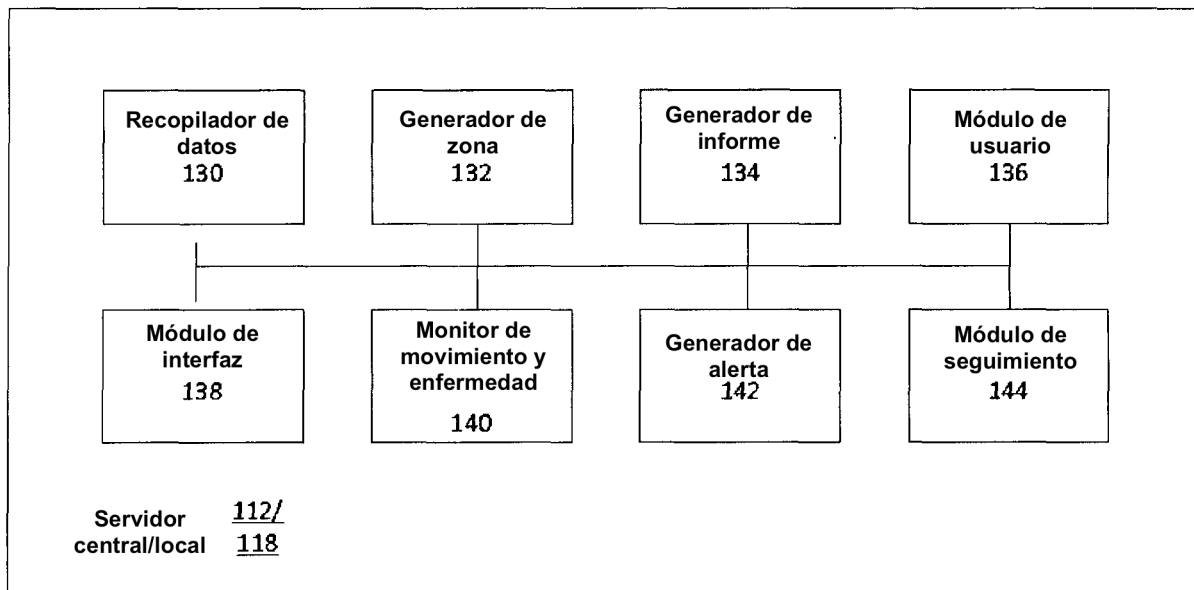 Recopilador de
datos
130
Generador de
zona
132
Generador de
informe
134
Módulo de
usuario
136
Módulo de
interfaz
138
Monitor de
movimiento y
enfermedad
140
Generador de
alerta
142
Módulo de
seguimiento
144
Servidor 112/
central/local 118